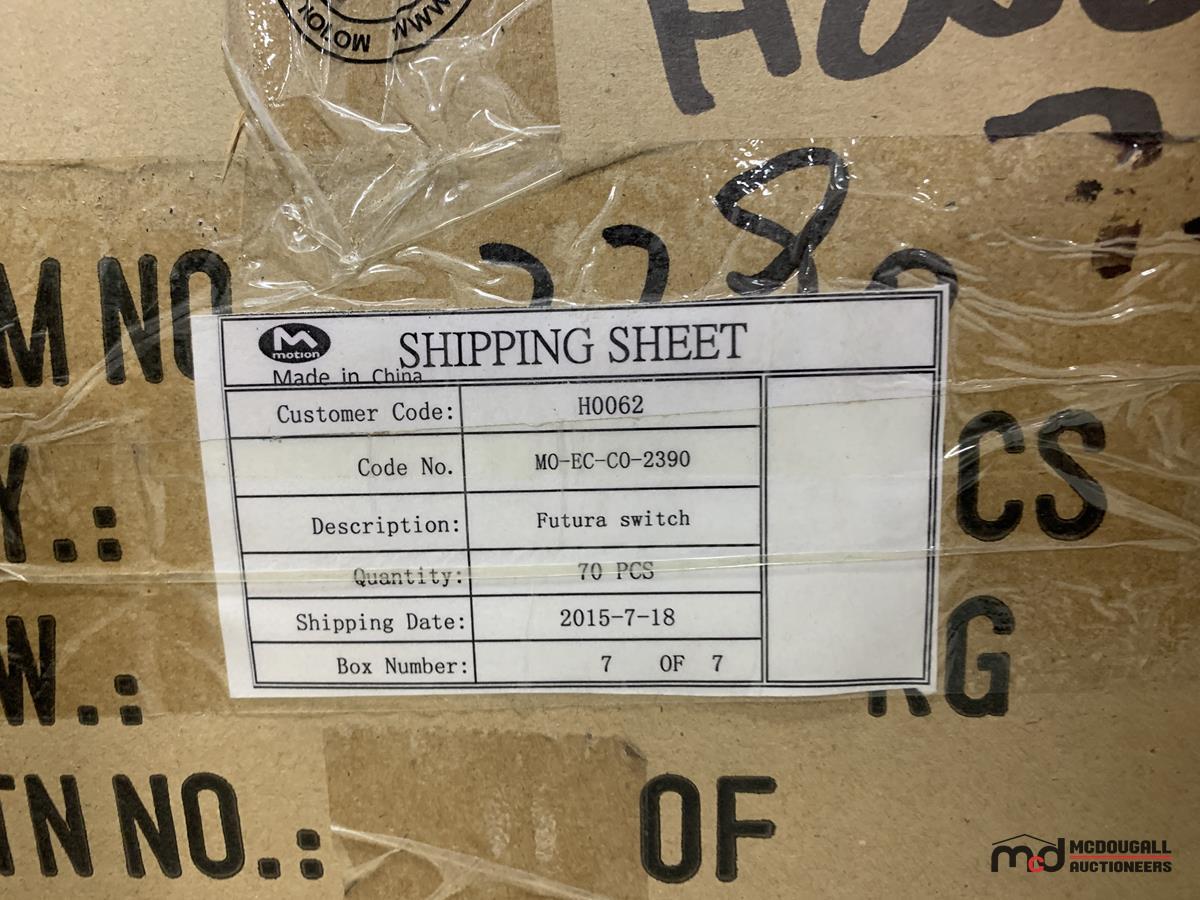 MOTION
M NO
CS
Y.:
W.:
KG
TN NO.: OF
M motion
SHIPPING SHEET
Made in China
Customer Code: H0062
Code No. MO-EC-CO-2390
Description: Futura switch
Quantity: 70 PCS
Shipping Date: 2015-7-18
Box Number: 7 OF 7
mcd MCDOUGALL
AUCTIONEERS